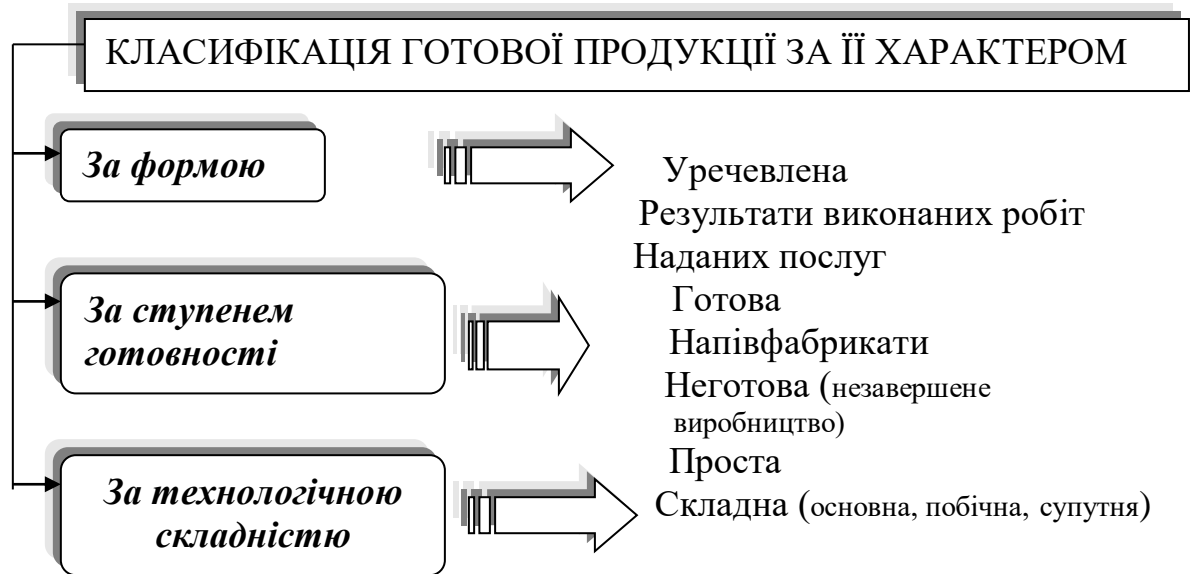 КЛАСИФІКАЦІЯ ГОТОВОЇ ПРОДУКЦІЇ ЗА ЇЇ ХАРАКТЕРОМ
За формою
Уречевлена
Результати виконаних робіт
Наданих послуг
За ступенем
готовності
Готова
Напівфабрикати
Неготова (незавершене
виробництво)
За технологічною
складністю
Проста
Складна (основна, побічна, супутня)